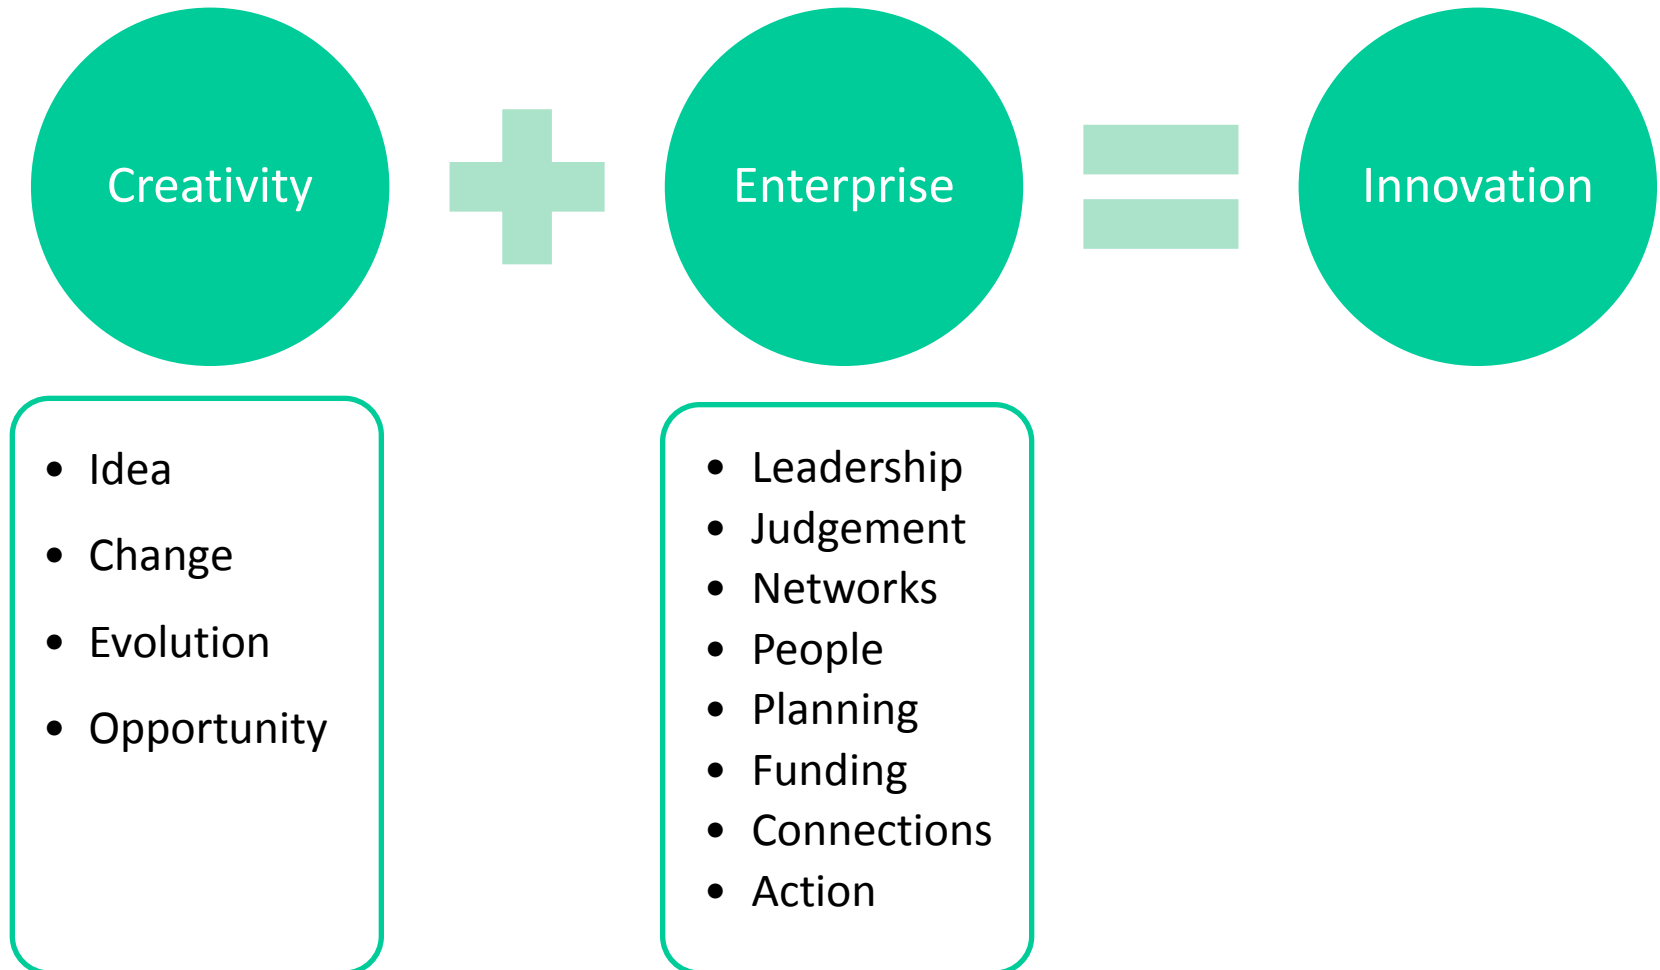 Creativity
Enterprise
Innovation
• Idea
• Change
• Evolution
• Opportunity
• Leadership
• Judgement
• Networks
• People
• Planning
• Funding
• Connections
• Action